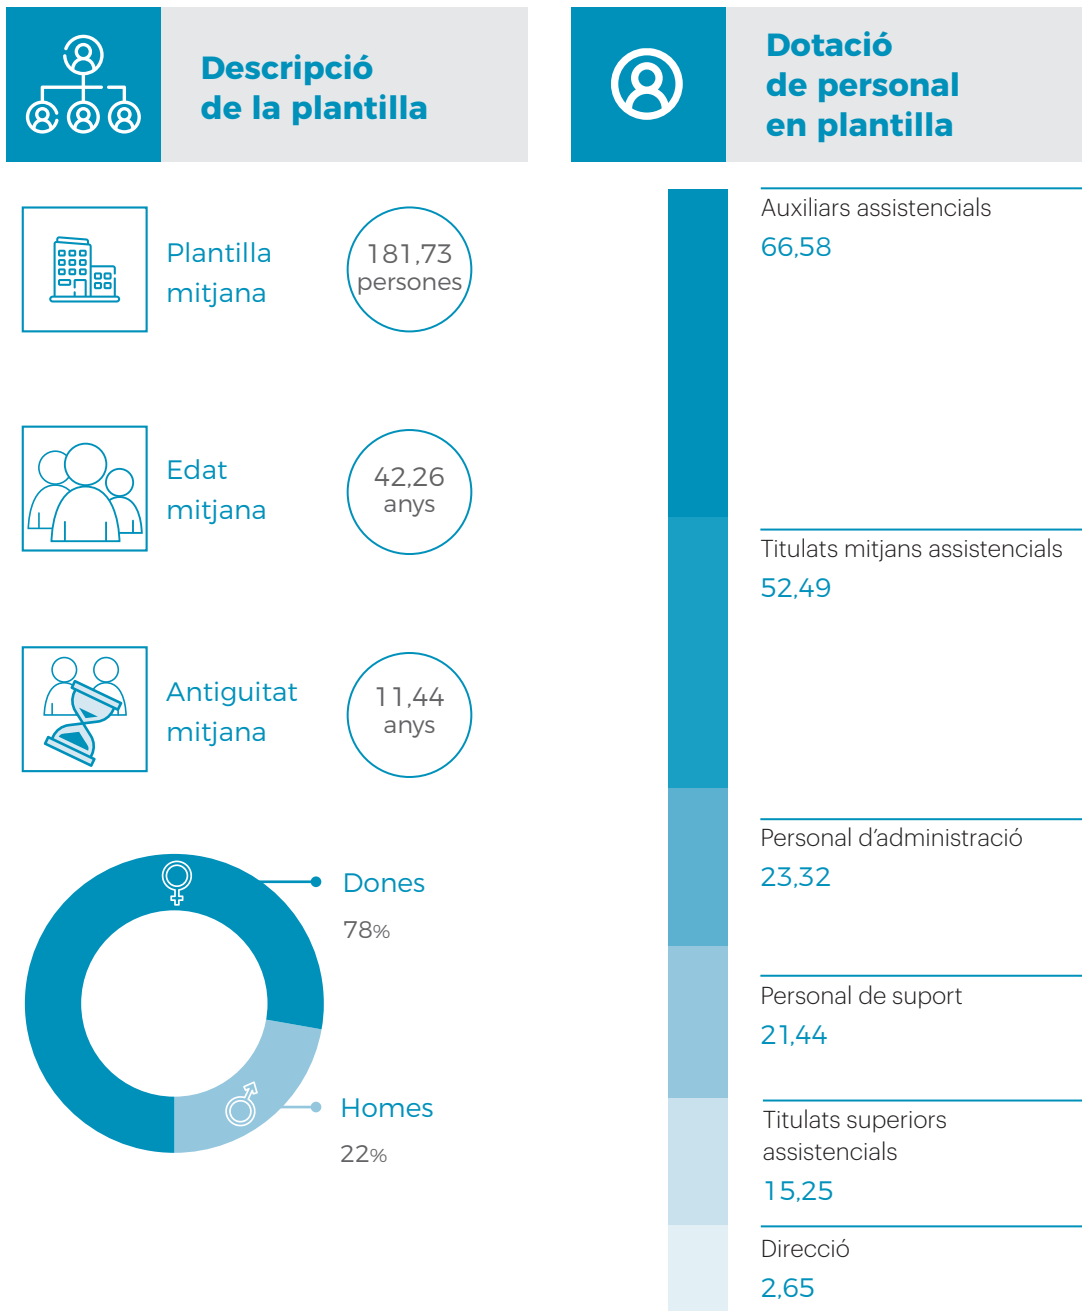 Descripció
de la plantilla
Plantilla
mitjana
181,73
persones
Edat
mitjana
42,26
anys
Antiguitat
mitjana
11,44
anys
Dones
78%
Homes
22%
Dotació
de personal
en plantilla
Auxiliars assistencials
66,58
Titulats mitjans assistencials
52,49
Personal d’administració
23,32
Personal de suport
21,44
Titulats superiors
assistencials
15,25
Direcció
2,65